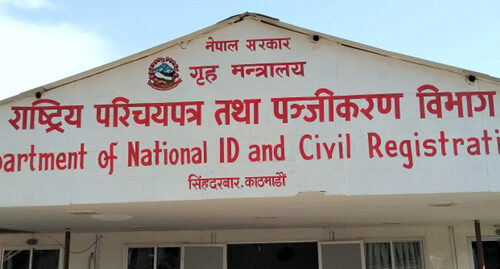 नेपाल सरकार
गृह मन्त्रालय
राष्ट्रिय परिचयपत्र तथा पञ्जीकरण विभाग
partment of National ID and Civil Registrati
सिंहदरबार, काठमाडौं